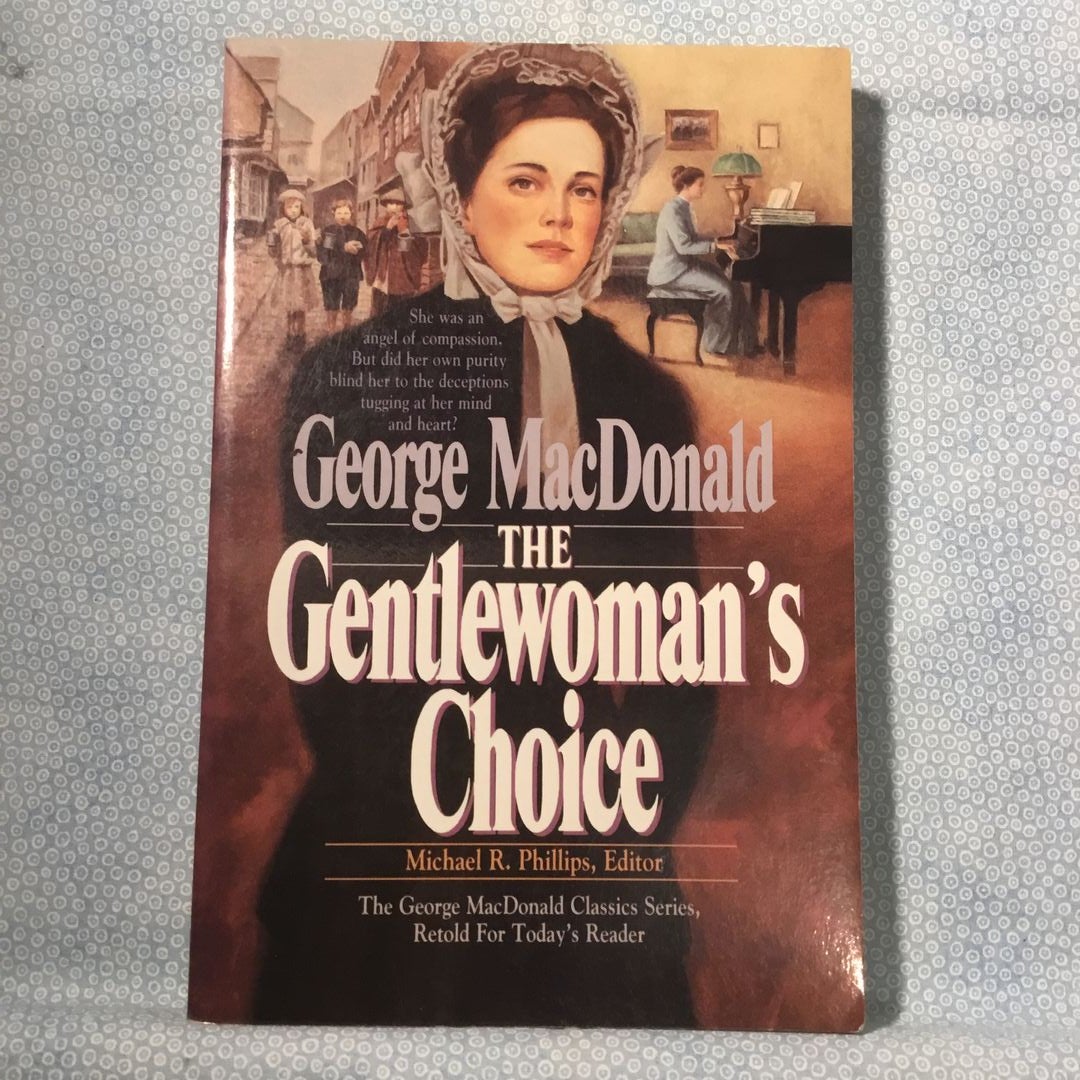 She was an
angel of compassion.
But did her own purity
blind her to the deceptions
tugging at her mind
and heart?
George MacDonald
THE
Gentlewoman's
Choice
Michael R. Phillips, Editor
The George MacDonald Classics Series,
Retold For Today's Reader